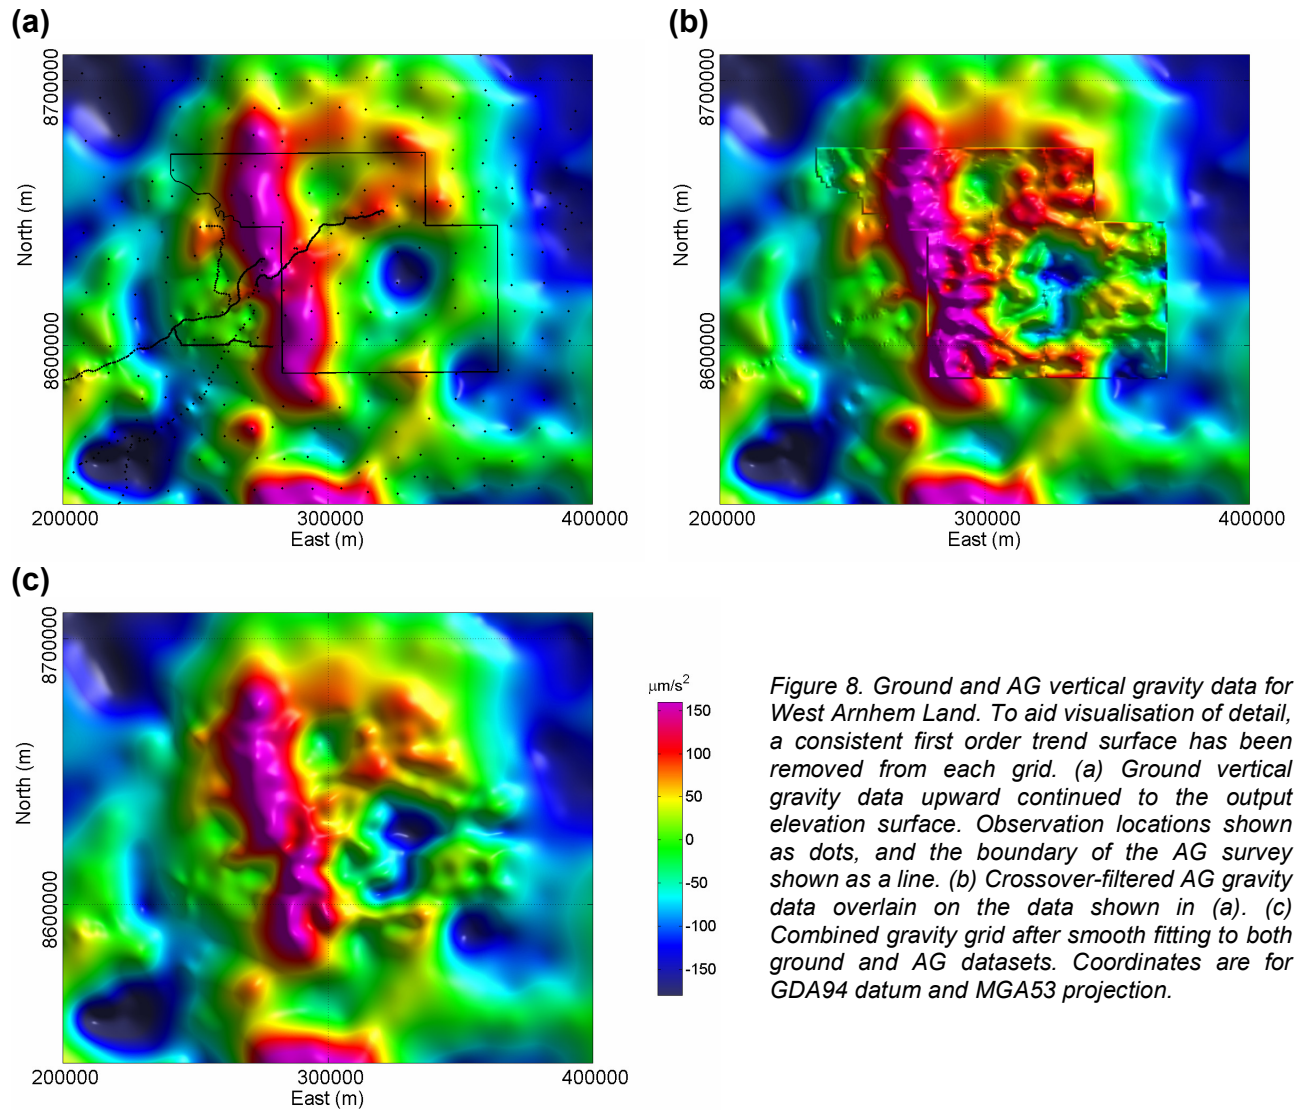 (a)
8700000
North (m)
8600000
200000 300000 400000
East (m)
(b)
8700000
North (m)
8600000
200000 300000 400000
East (m)
(c)
8700000
North (m)
8600000
200000 300000 400000
East (m)
μm/s²
150
100
50
0
-50
-100
-150
Figure 8. Ground and AG vertical gravity data for
West Arnhem Land. To aid visualisation of detail,
a consistent first order trend surface has been
removed from each grid. (a) Ground vertical
gravity data upward continued to the output
elevation surface. Observation locations shown
as dots, and the boundary of the AG survey
shown as a line. (b) Crossover-filtered AG gravity
data overlain on the data shown in (a). (c)
Combined gravity grid after smooth fitting to both
ground and AG datasets. Coordinates are for
GDA94 datum and MGA53 projection.